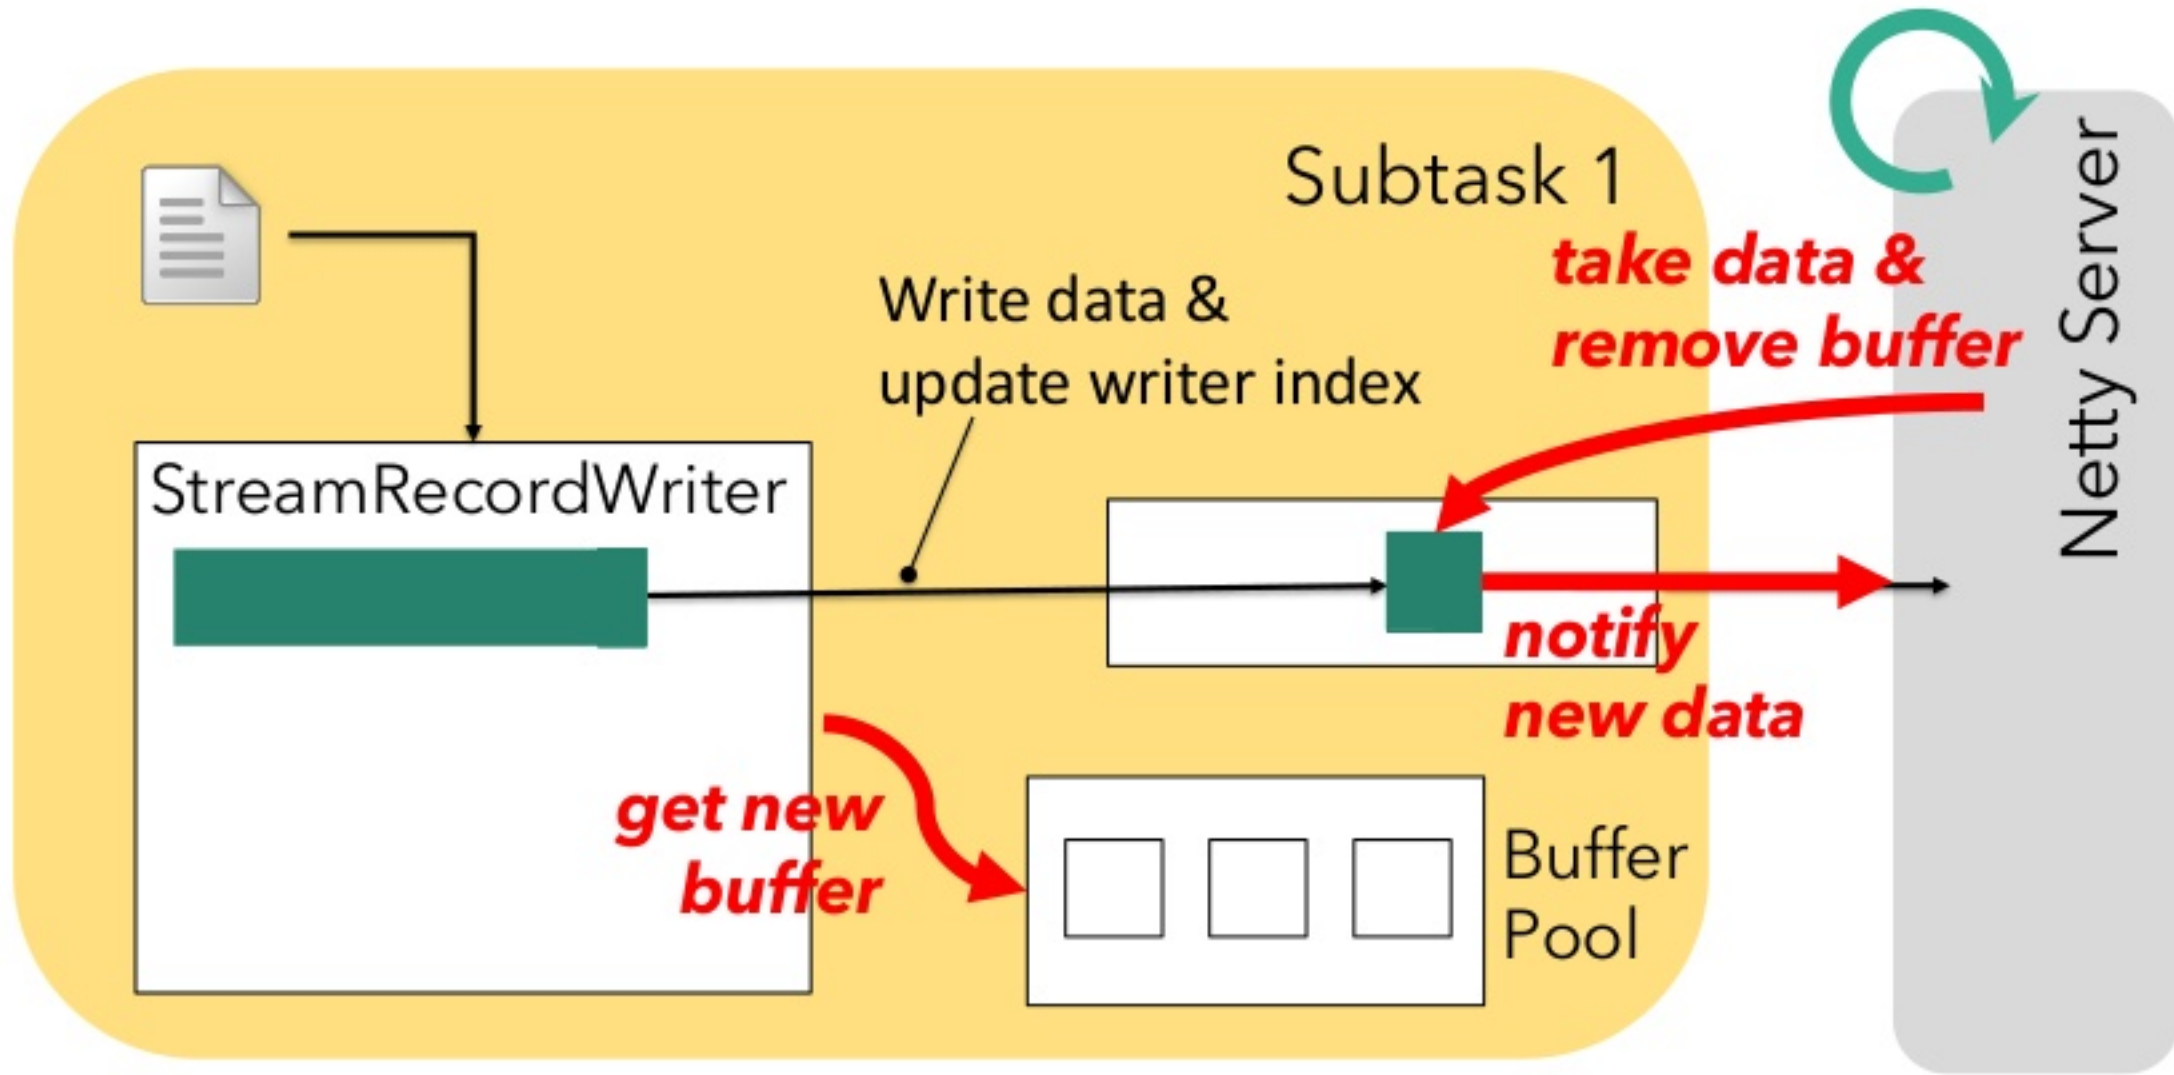 Subtask 1
take data &
remove buffer
Netty Server
Write data &
update writer index
StreamRecordWriter
notify
new data
get new
buffer
Buffer
Pool